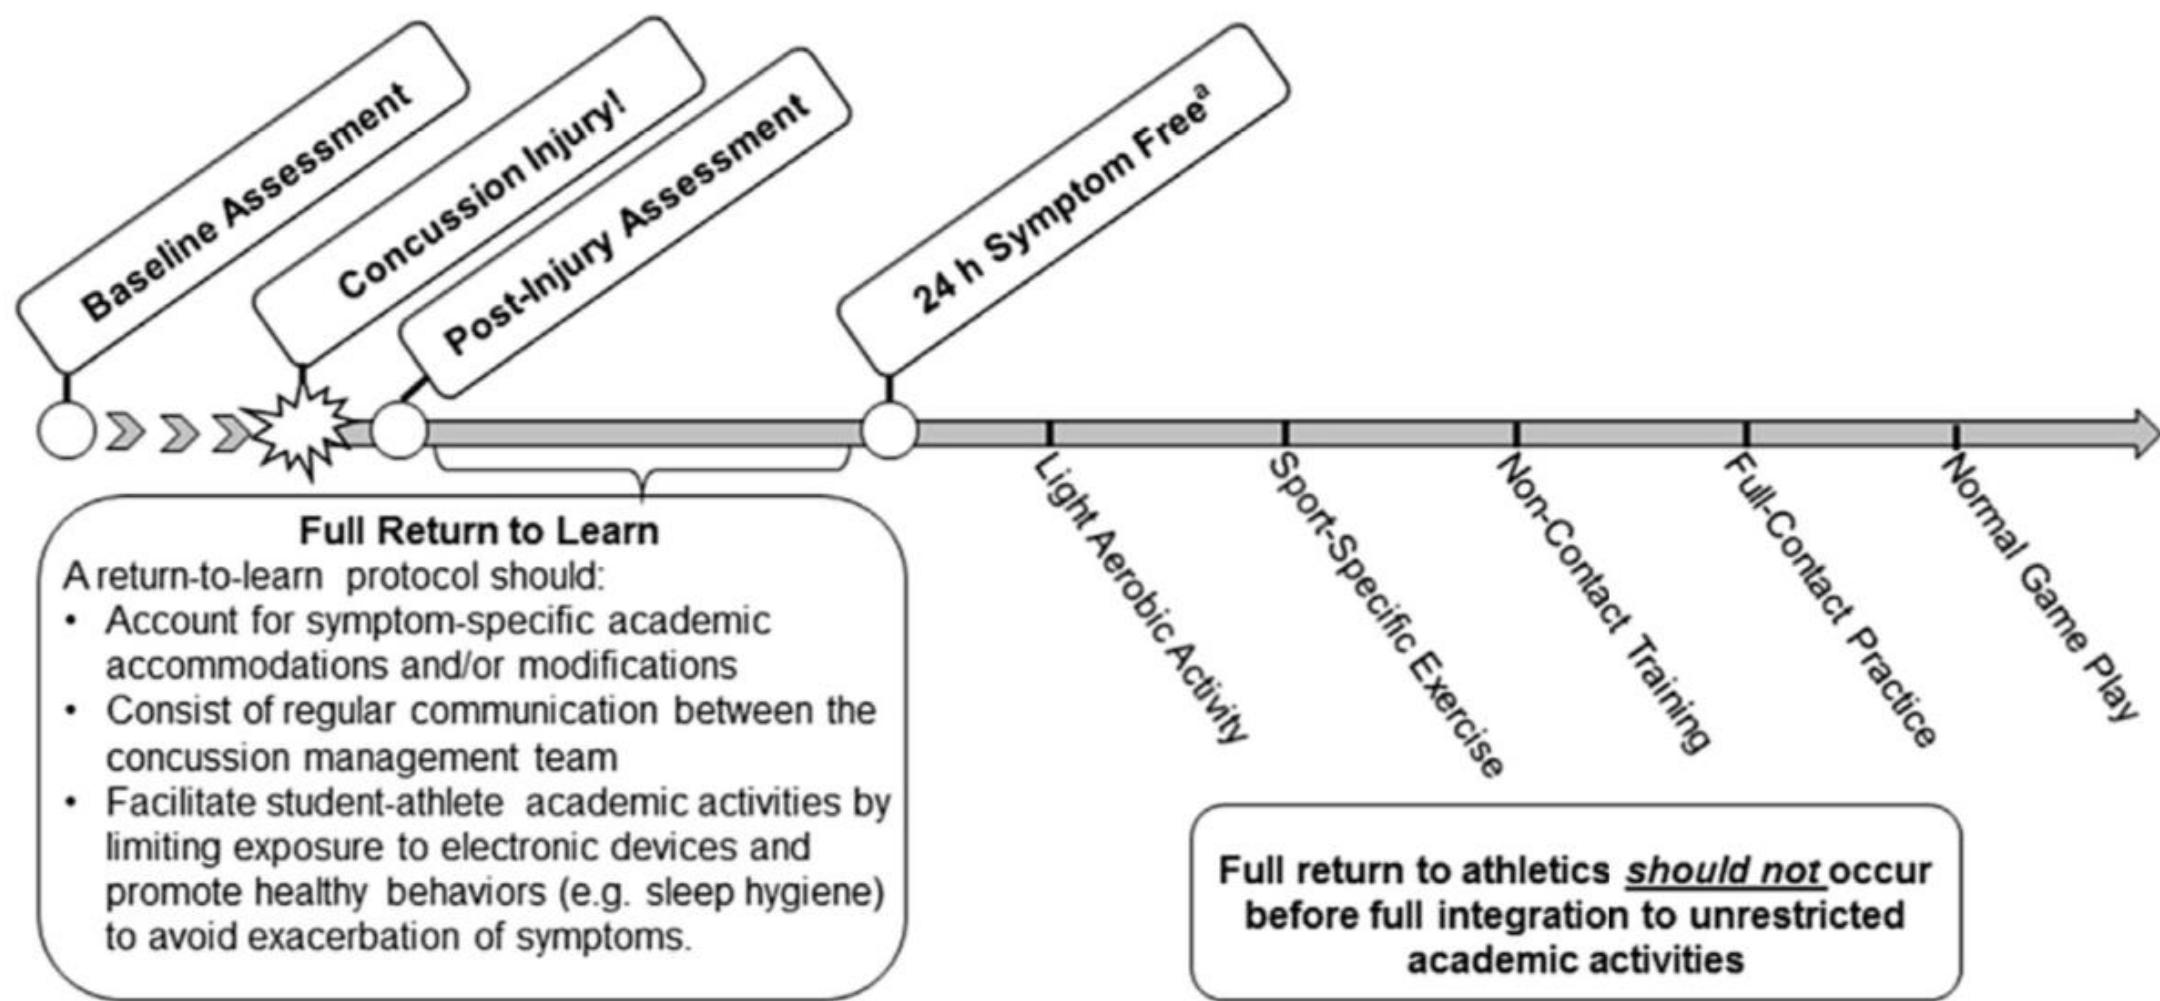 Baseline Assessment
Concussion Injury!
Post-Injury Assessment
24 h Symptom Freeᵃ
Light Aerobic Activity
Sport-Specific Exercise
Non-Contact Training
Full-Contact Practice
Normal Game Play
Full Return to Learn
A return-to-learn protocol should:
• Account for symptom-specific academic
accommodations and/or modifications
• Consist of regular communication between the
concussion management team
• Facilitate student-athlete academic activities by
limiting exposure to electronic devices and
promote healthy behaviors (e.g. sleep hygiene)
to avoid exacerbation of symptoms.
Full return to athletics should not occur
before full integration to unrestricted
academic activities